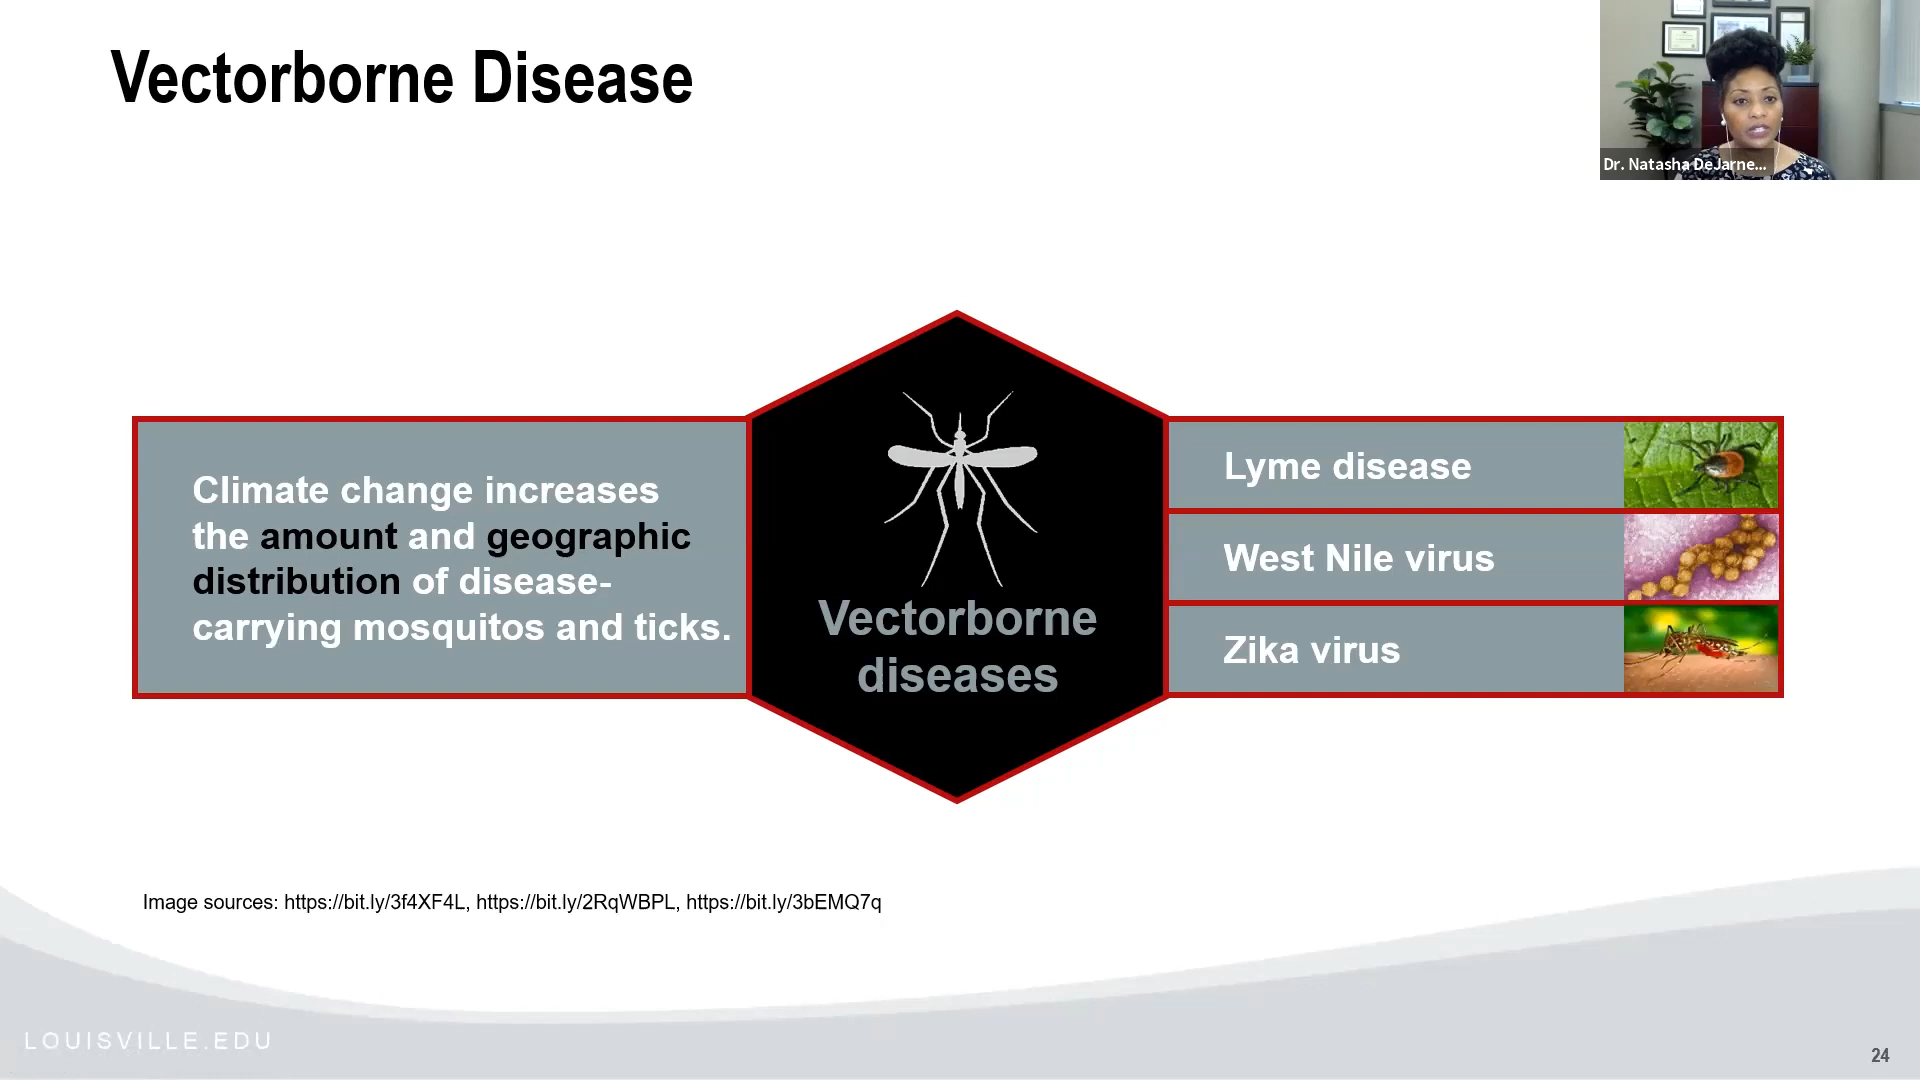 Vectorborne Disease
Dr. Natasha DeJarne...
Climate change increases
the amount and geographic
distribution of disease-
carrying mosquitos and ticks.
Vectorborne
diseases
Lyme disease
West Nile virus
Zika virus
Image sources: https://bit.ly/3f4XF4L, https://bit.ly/2RqWBPL, https://bit.ly/3bEMQ7q
LOUISVILLE.EDU
24